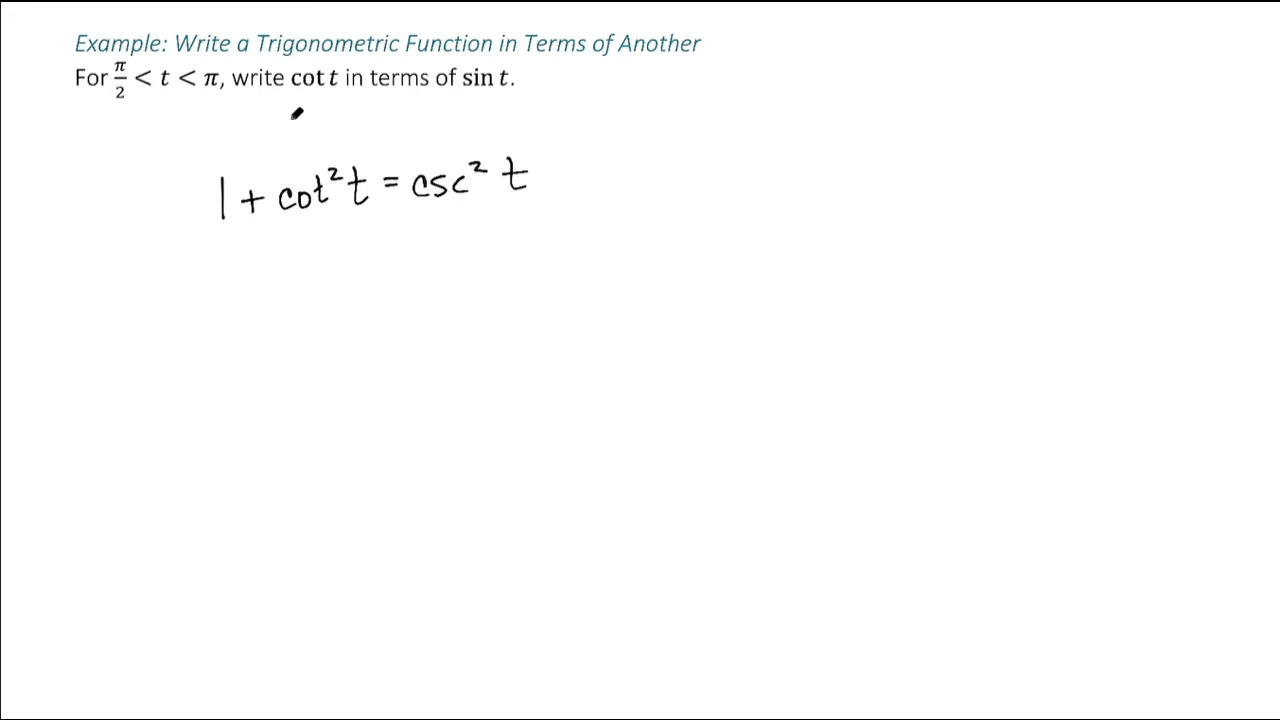 Example: Write a Trigonometric Function in Terms of Another
For π/2 < t < π, write cot t in terms of sin t.
1 + cot² t = csc² t